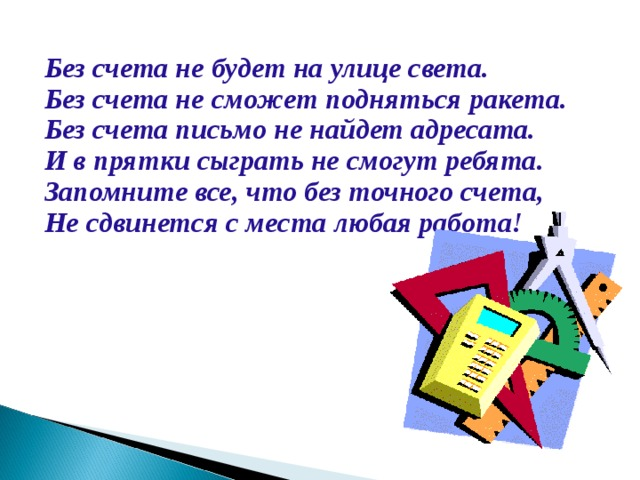 Без счета не будет на улице света.
Без счета не сможет подняться ракета.
Без счета письмо не найдет адресата.
И в прятки сыграть не смогут ребята.
Запомните все, что без точного счета,
Не сдвинется с места любая работа!